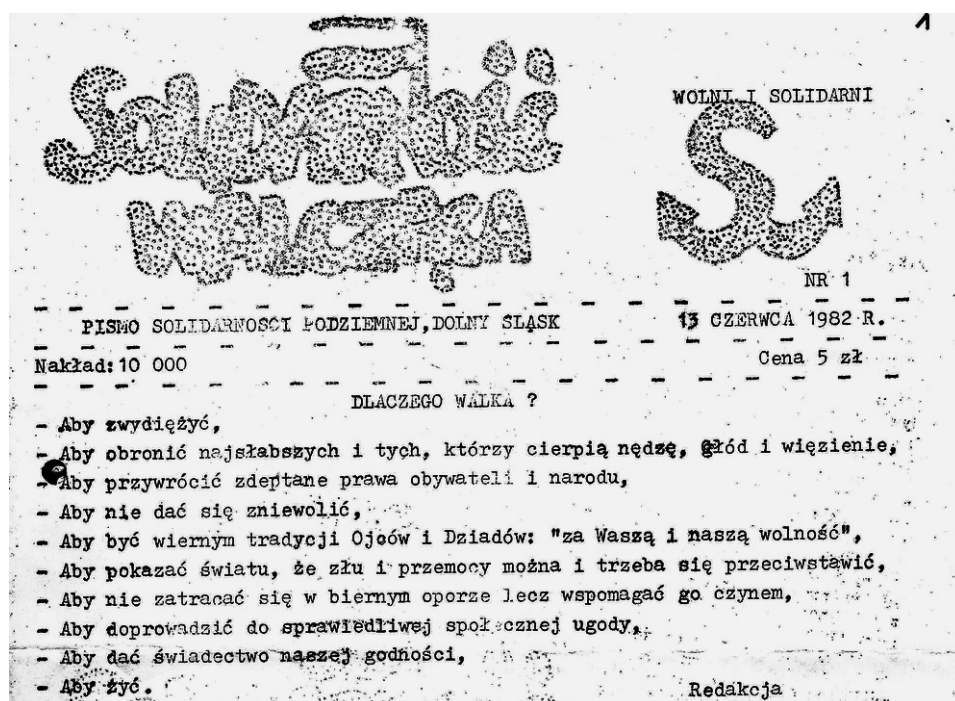 1
Solidarność
WALCZĄCA
WOLNI I SOLIDARNI
S
NR 1
PISMO SOLIDARNOSCI PODZIEMNEJ,DOLNY SLĄSK
13 CZERWCA 1982 R.
Nakład: 10 000
Cena 5 zł
DLACZEGO WALKA ?
- Aby zwyciężyć,
- Aby obronić najsłabszych i tych, którzy cierpią nędzę, głód i więzienie,
- Aby przywrócić zdeptane prawa obywateli i narodu,
- Aby nie dać się zniewolić,
- Aby być wiernym tradycji Ojców i Dziadów: "za Waszą i naszą wolność",
- Aby pokazać światu, że złu i przemocy można i trzeba się przeciwstawić,
- Aby nie zatracać się w biernym oporze lecz wspomagać go czynem,
- Aby doprowadzić do sprawiedliwej społecznej ugody,
- Aby dać świadectwo naszej godności,
- Aby żyć.
Redakcja